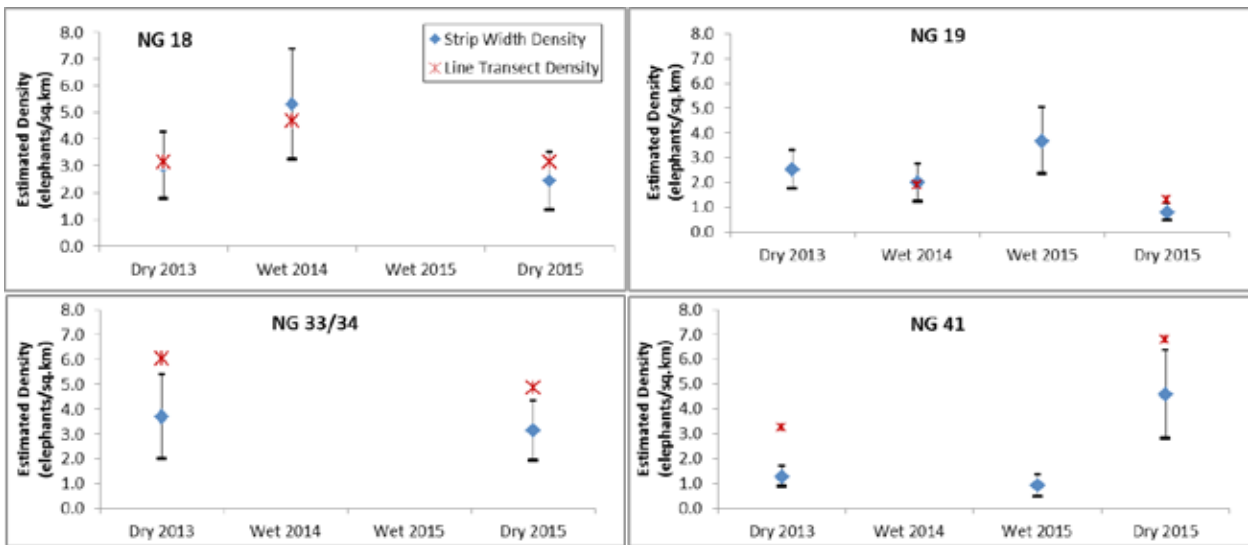 NG 18
Strip Width Density
Line Transect Density
Estimated Density
(elephants/sq.km)
8.0
7.0
6.0
5.0
4.0
3.0
2.0
1.0
0.0
Dry 2013 Wet 2014 Wet 2015 Dry 2015
NG 19
Estimated Density
(elephants/sq.km)
8.0
7.0
6.0
5.0
4.0
3.0
2.0
1.0
0.0
Dry 2013 Wet 2014 Wet 2015 Dry 2015
NG 33/34
Estimated Density
(elephants/sq.km)
8.0
7.0
6.0
5.0
4.0
3.0
2.0
1.0
0.0
Dry 2013 Wet 2014 Wet 2015 Dry 2015
NG 41
Estimated Density
(elephants/sq.km)
8.0
7.0
6.0
5.0
4.0
3.0
2.0
1.0
0.0
Dry 2013 Wet 2014 Wet 2015 Dry 2015